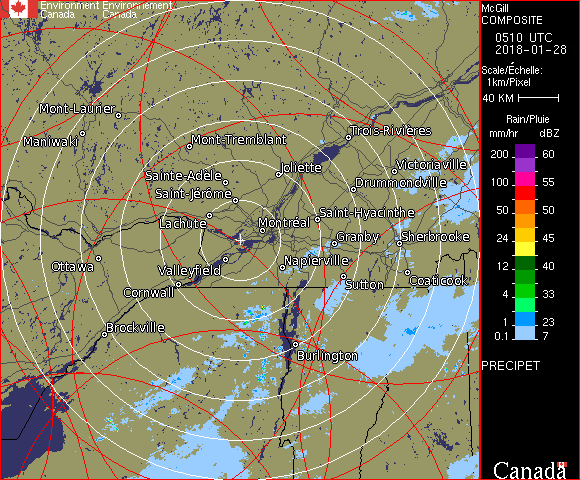 Environment Environnement
Canada Canada
McGill
COMPOSITE
0510 UTC
2018-01-28
Scale/Échelle:
1km/Pixel
40 KM
Rain/Pluie
mm/hr dBZ
200 60
100 55
50 50
24 45
12 40
4 33
1 23
0.1 7
PRECIPET
Canada
Mont-Laurier
Maniwaki
Mont-Tremblant
Trois-Rivières
Sainte-Adèle
Joliette
Victoriaville
Saint-Jérôme
Drummondville
Lachute
Montréal
Saint-Hyacinthe
Granby
Sherbrooke
Ottawa
Valleyfield
Napierville
Cornwall
Sutton
Coaticook
Brockville
Burlington